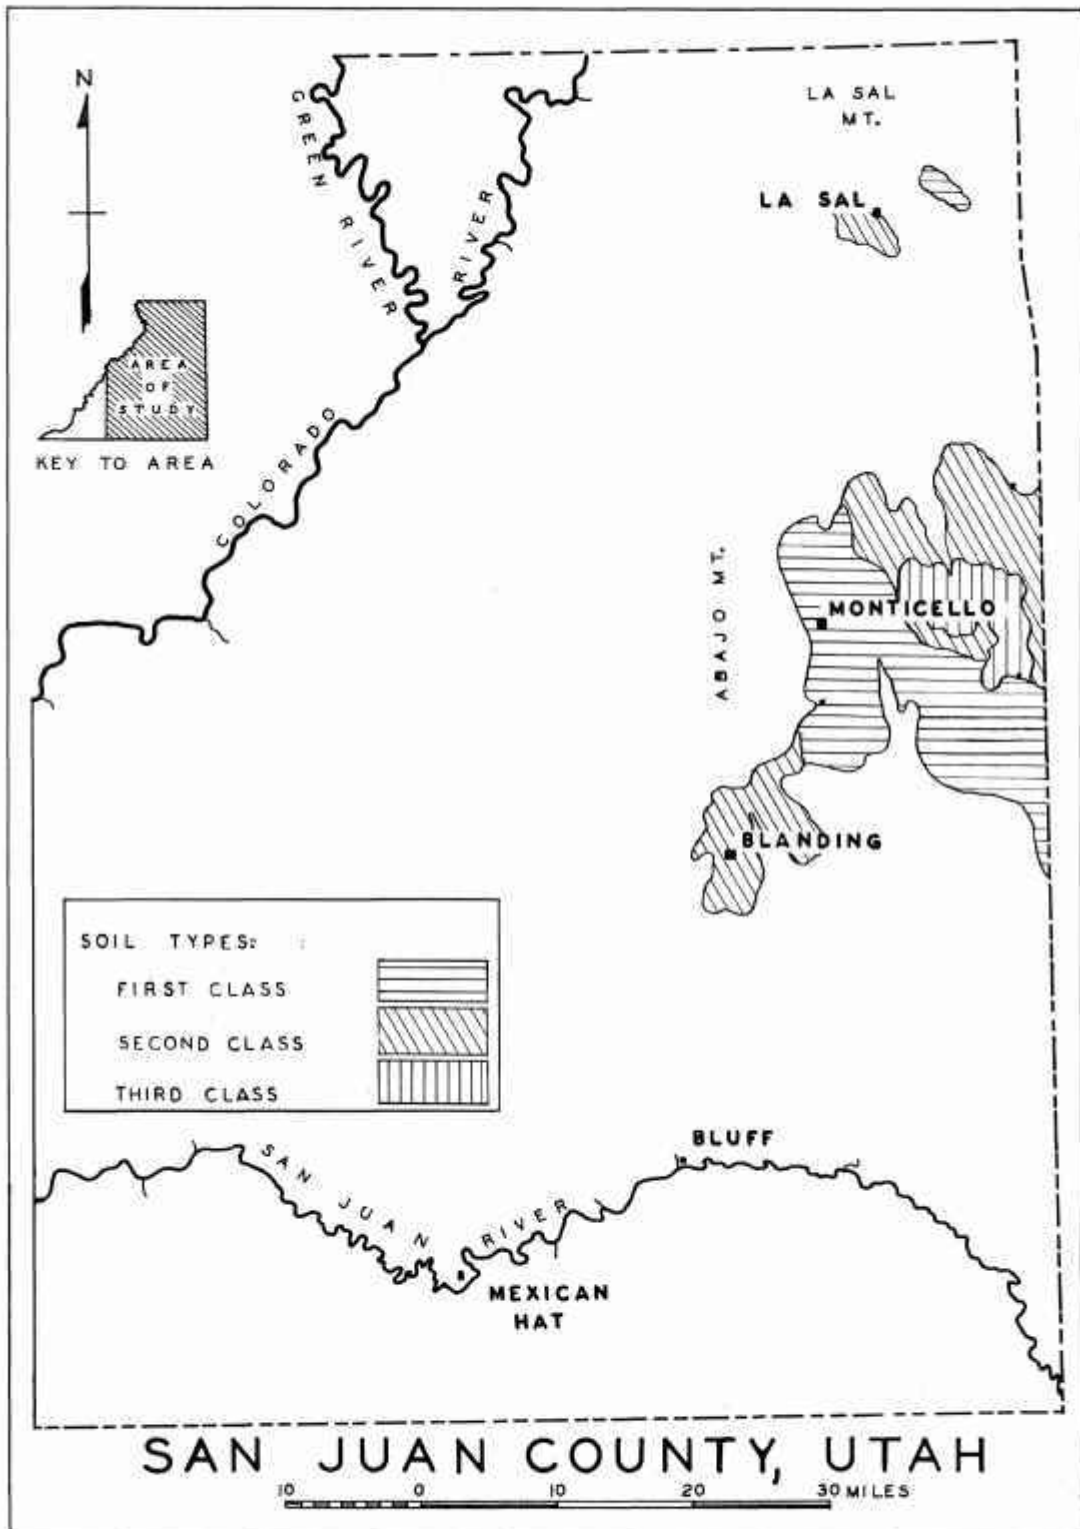 N
LA SAL
MT.
GREEN RIVER
RIVER
LA SAL
AREA
OF
STUDY
KEY TO AREA
COLORADO
ABAJO MT.
MONTICELLO
BLANDING
SOIL TYPES:
FIRST CLASS
SECOND CLASS
THIRD CLASS
BLUFF
SAN JUAN RIVER
MEXICAN
HAT
SAN JUAN COUNTY, UTAH
10 0 10 20 30 MILES